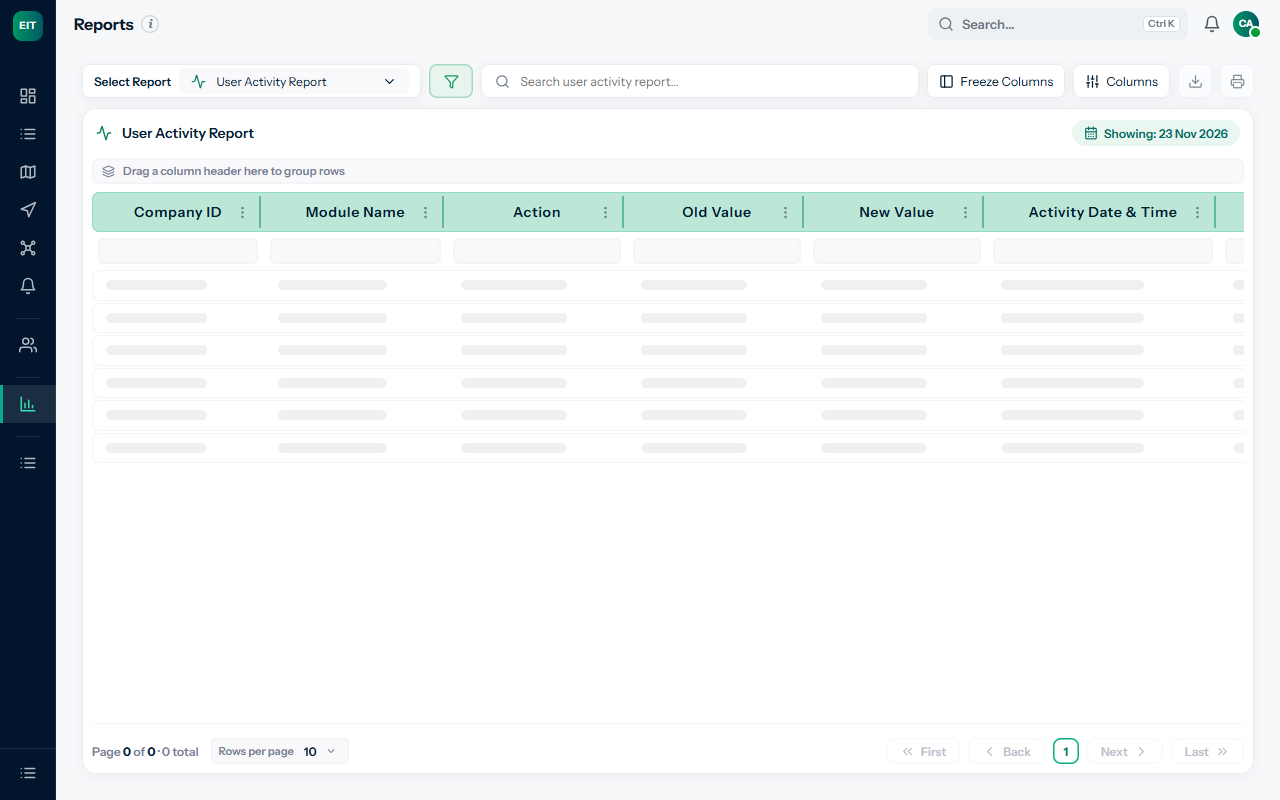 EIT
Reports
Search...
Ctrl K
CA
Select Report
User Activity Report
Search user activity report...
Freeze Columns
Columns
User Activity Report
Showing: 23 Nov 2026
Drag a column header here to group rows
Company ID
Module Name
Action
Old Value
New Value
Activity Date & Time
Page 0 of 0 · 0 total
Rows per page 10
First
Back
1
Next
Last